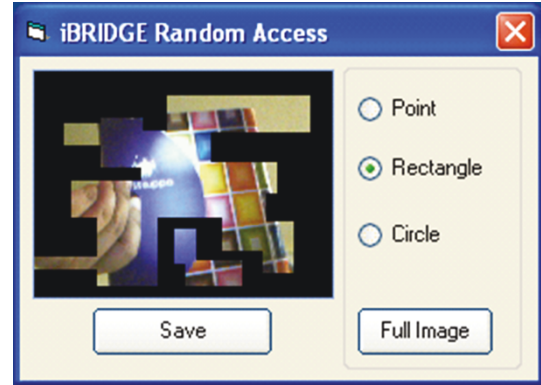 iBRIDGE Random Access
Point
Rectangle
Circle
Save
Full Image